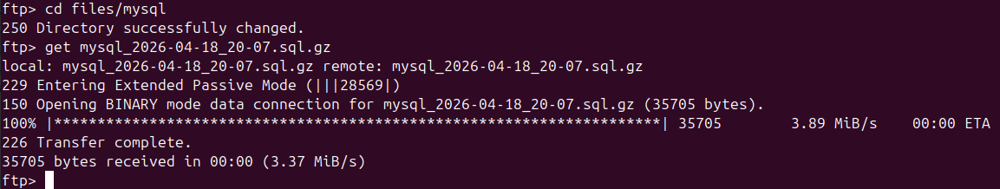 ftp> cd files/mysql
250 Directory successfully changed.
ftp> get mysql_2026-04-18_20-07.sql.gz
local: mysql_2026-04-18_20-07.sql.gz remote: mysql_2026-04-18_20-07.sql.gz
229 Entering Extended Passive Mode (|||28569|)
150 Opening BINARY mode data connection for mysql_2026-04-18_20-07.sql.gz (35705 bytes).
100% |***********************************************************************| 35705        3.89 MiB/s    00:00 ETA
226 Transfer complete.
35705 bytes received in 00:00 (3.37 MiB/s)
ftp>